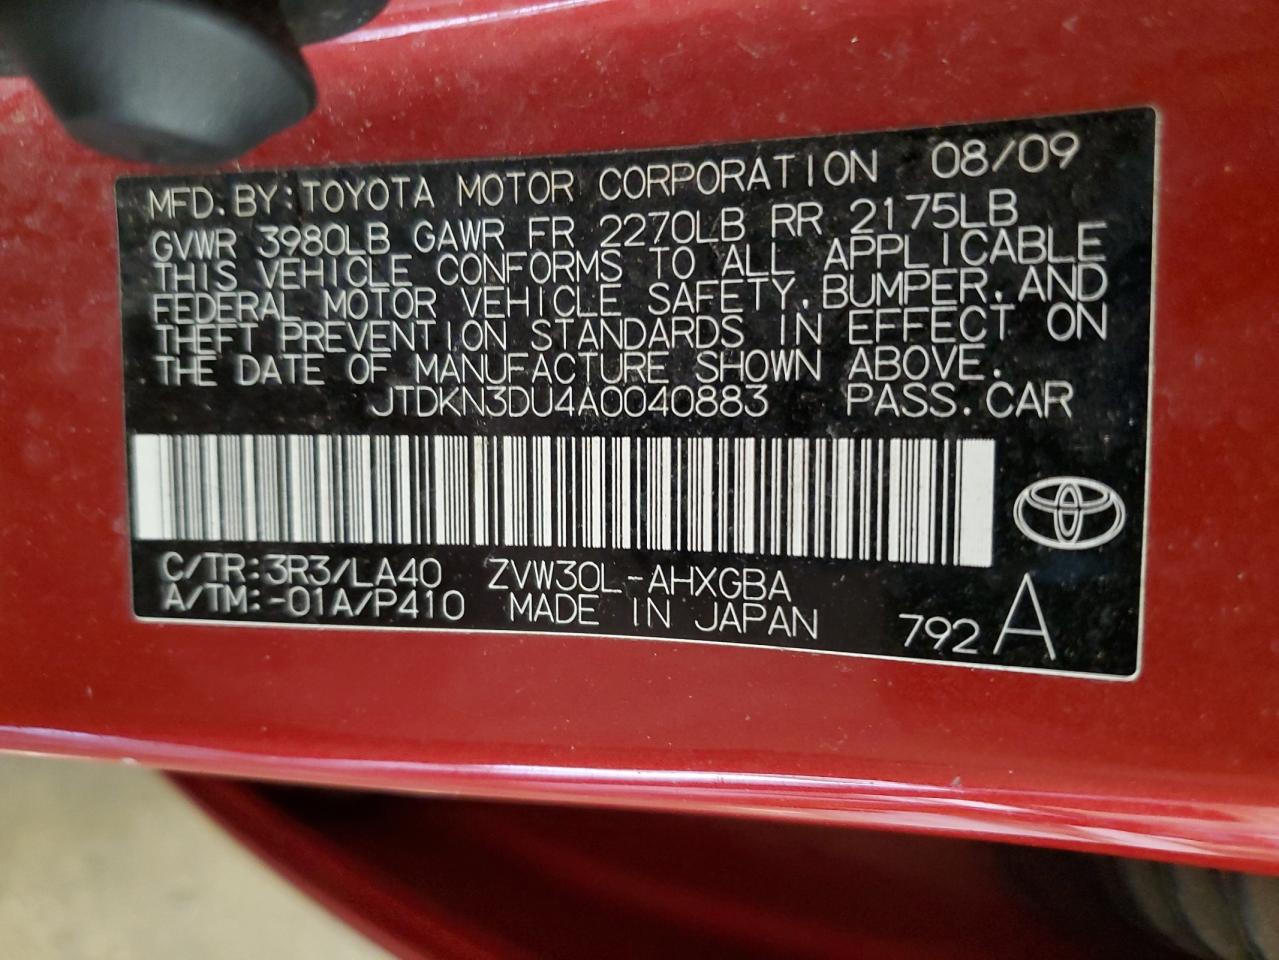 MFD. BY: TOYOTA MOTOR CORPORATION 08/09
GVWR 3980LB GAWR FR 2270LB RR 2175LB
THIS VEHICLE CONFORMS TO ALL APPLICABLE
FEDERAL MOTOR VEHICLE SAFETY, BUMPER, AND
THEFT PREVENTION STANDARDS IN EFFECT ON
THE DATE OF MANUFACTURE SHOWN ABOVE.
JTDKN3DU4A0040883 PASS. CAR
C/TR: 3R3/LA40 ZVW30L-AHXGBA
A/TM: -01A/P410 MADE IN JAPAN 792 A